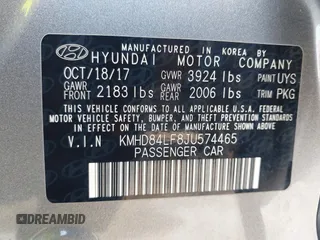 MANUFACTURED IN KOREA BY
HYUNDAI MOTOR COMPANY
OCT/18/17 GVWR 3924 lbs PAINT UYS
GAWR FRONT 2183 lbs GAWR REAR 2006 lbs TRIM PKG
THIS VEHICLE CONFORMS TO ALL APPLICABLE U.S. FEDERAL MOTOR
VEHICLE SAFETY, BUMPER, AND THEFT PREVENTION STANDARDS IN
EFFECT ON THE DATE OF MANUFACTURE SHOWN ABOVE.
V.I.N KMHD84LF8JU574465
PASSENGER CAR
DREAMBID